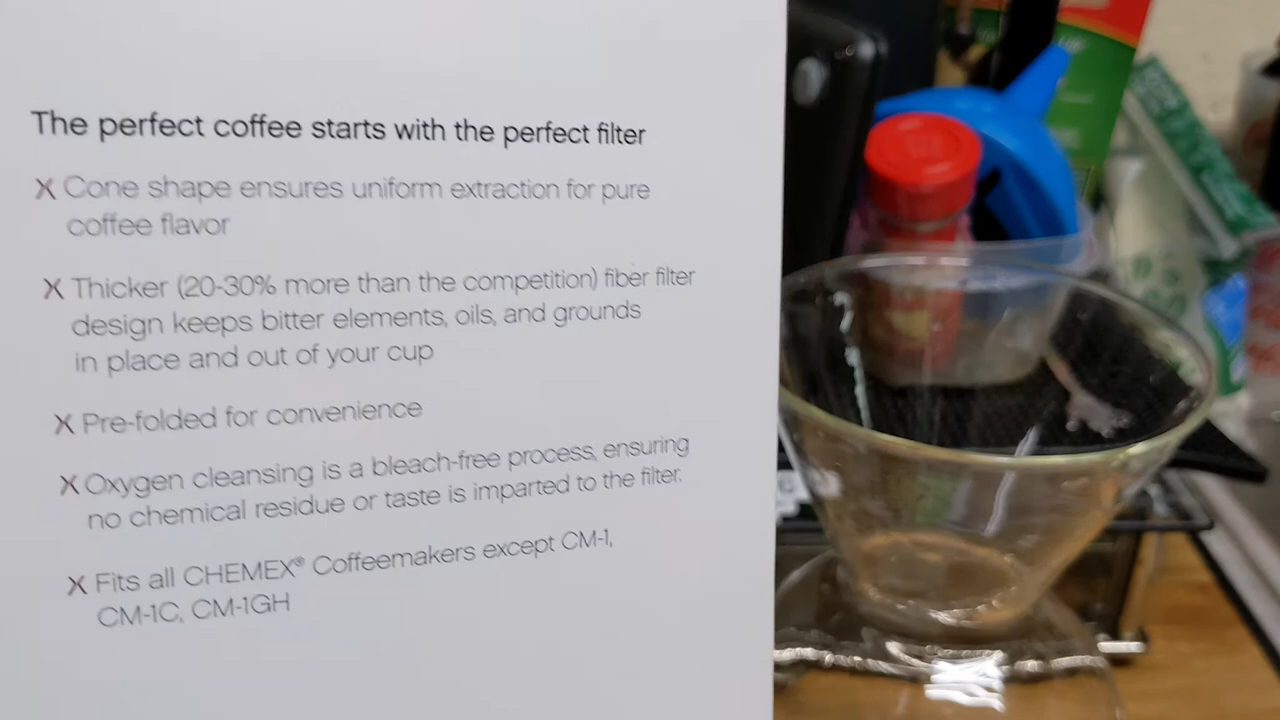 The perfect coffee starts with the perfect filter
X Cone shape ensures uniform extraction for pure
coffee flavor
X Thicker (20-30% more than the competition) fiber filter
design keeps bitter elements, oils, and grounds
in place and out of your cup
X Pre-folded for convenience
X Oxygen cleansing is a bleach-free process, ensuring
no chemical residue or taste is imparted to the filter.
X Fits all CHEMEX® Coffeemakers except CM-1,
CM-1C, CM-1GH